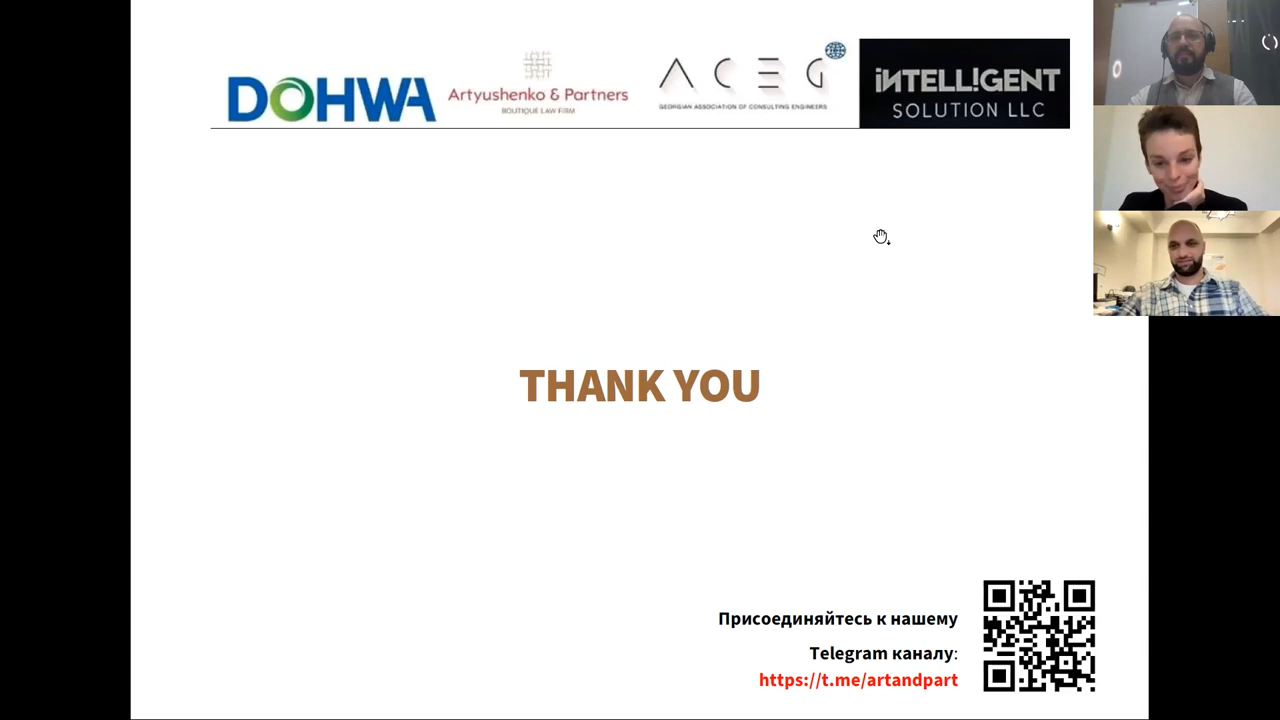 DOHWA
Artyushenko & Partners
BOUTIQUE LAW FIRM
ACEG
GEORGIAN ASSOCIATION OF CONSULTING ENGINEERS
iNTELL!GENT
SOLUTION LLC
THANK YOU
Присоединяйтесь к нашему
Telegram каналу:
https://t.me/artandpart